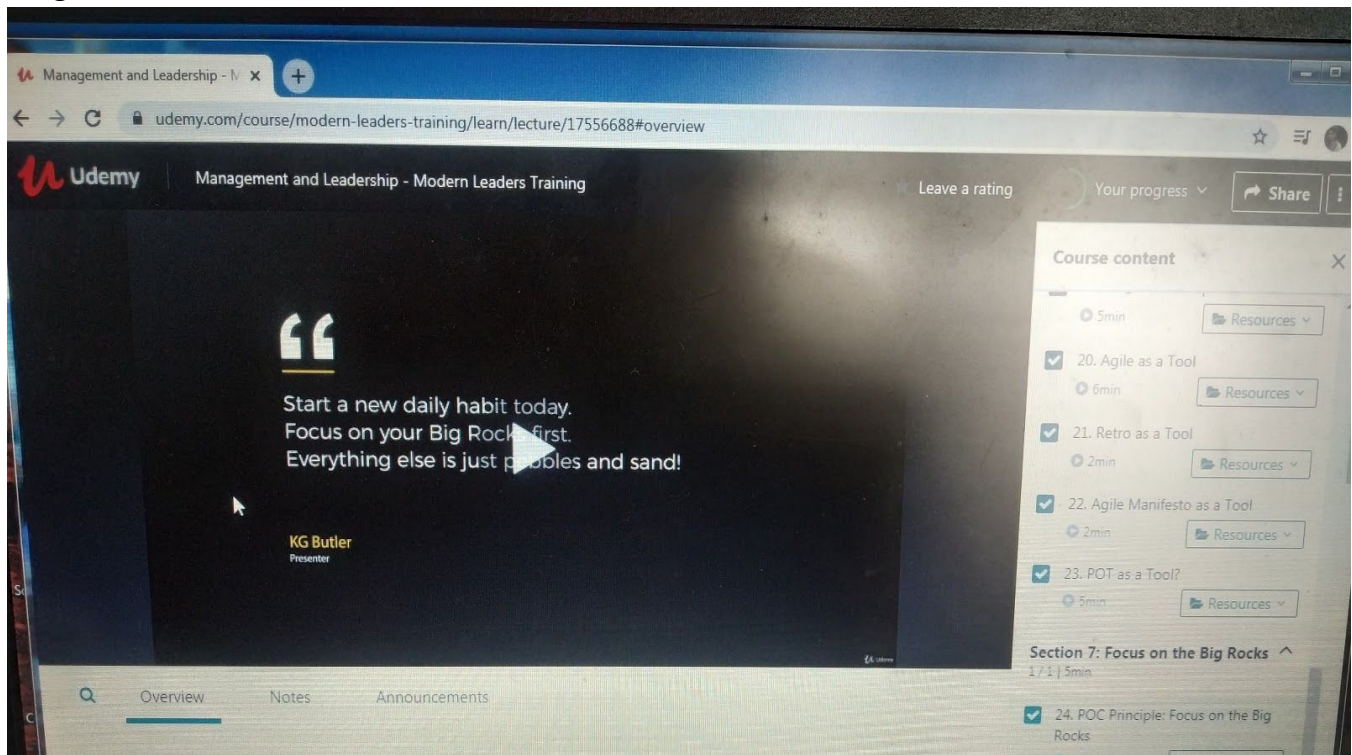 Management and Leadership - M
udemy.com/course/modern-leaders-training/learn/lecture/17556688#overview
Udemy
Management and Leadership - Modern Leaders Training
Leave a rating
Your progress
Share
“
Start a new daily habit today.
Focus on your Big Rocks first.
Everything else is just pebbles and sand!
KG Butler
Presenter
Udemy
Overview
Notes
Announcements
Course content
5min
Resources
20. Agile as a Tool
6min
Resources
21. Retro as a Tool
2min
Resources
22. Agile Manifesto as a Tool
2min
Resources
23. POT as a Tool?
5min
Resources
Section 7: Focus on the Big Rocks
1 / 1 | 5min
24. POC Principle: Focus on the Big
Rocks